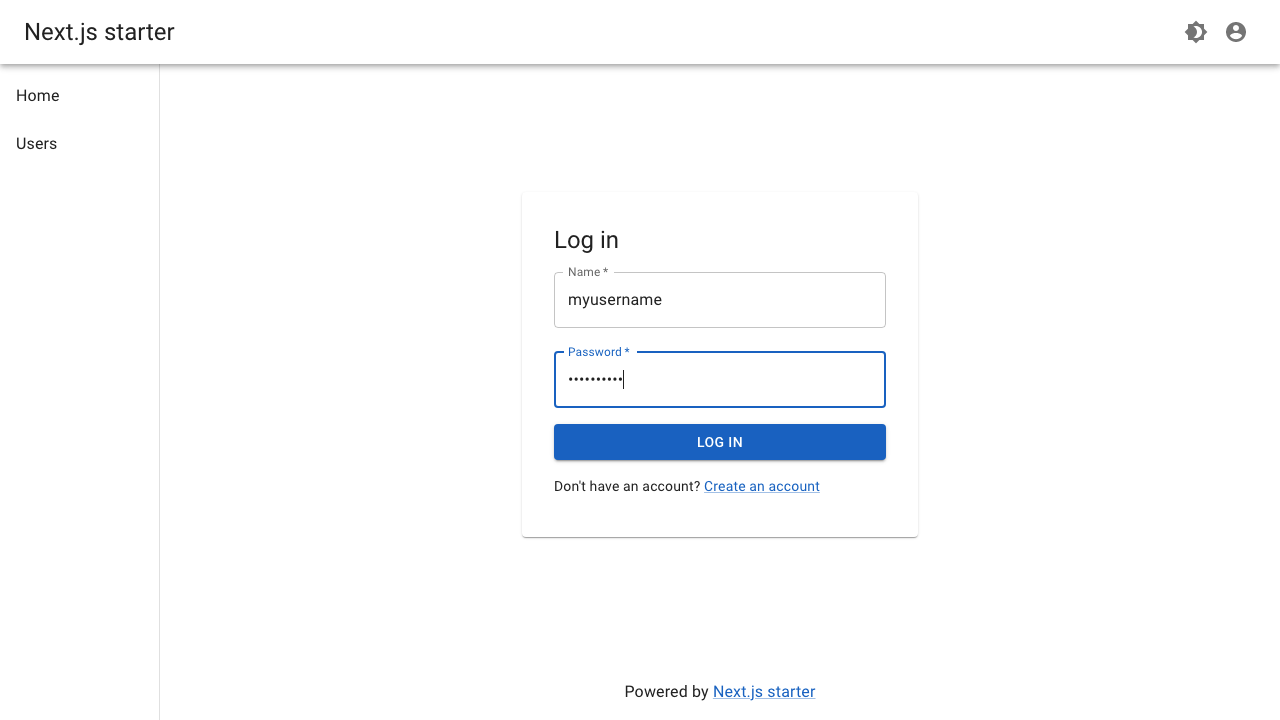 Next.js starter
Home
Users
Log in
Name *
myusername
Password *
••••••••••
LOG IN
Don't have an account? Create an account
Powered by Next.js starter